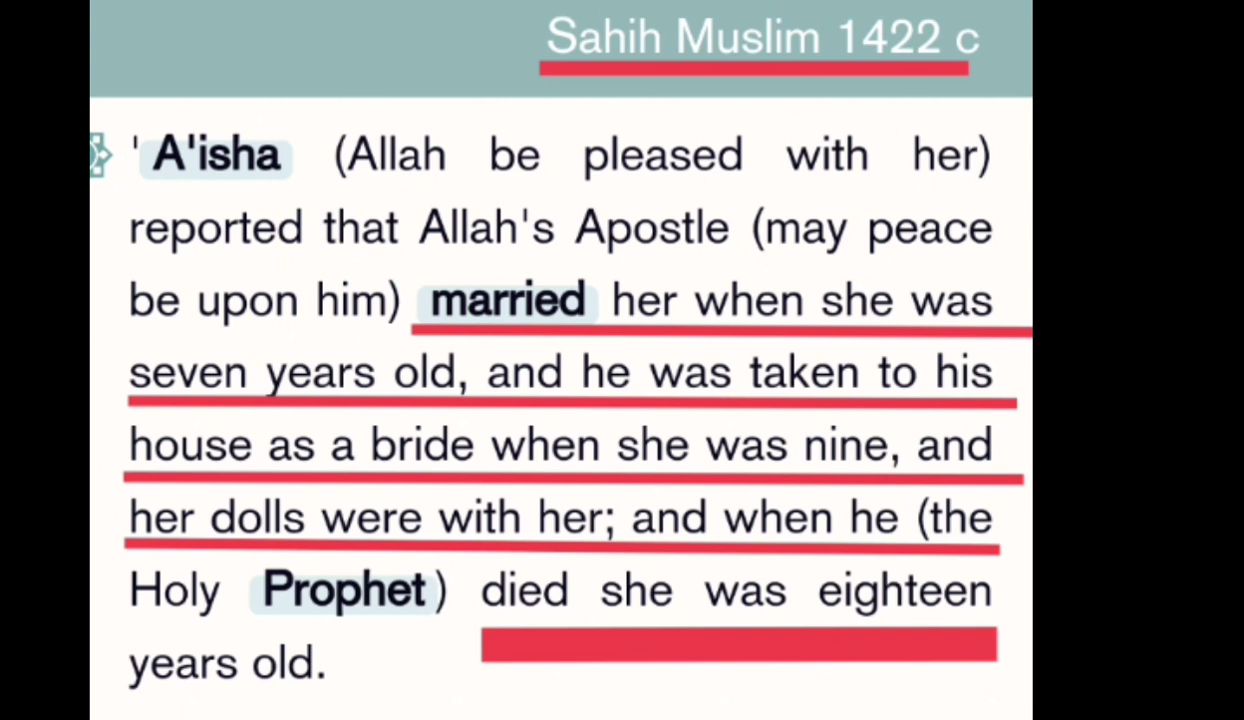 Sahih Muslim 1422 c
'A'isha (Allah be pleased with her)
reported that Allah's Apostle (may peace
be upon him) married her when she was
seven years old, and he was taken to his
house as a bride when she was nine, and
her dolls were with her; and when he (the
Holy Prophet) died she was eighteen
years old.